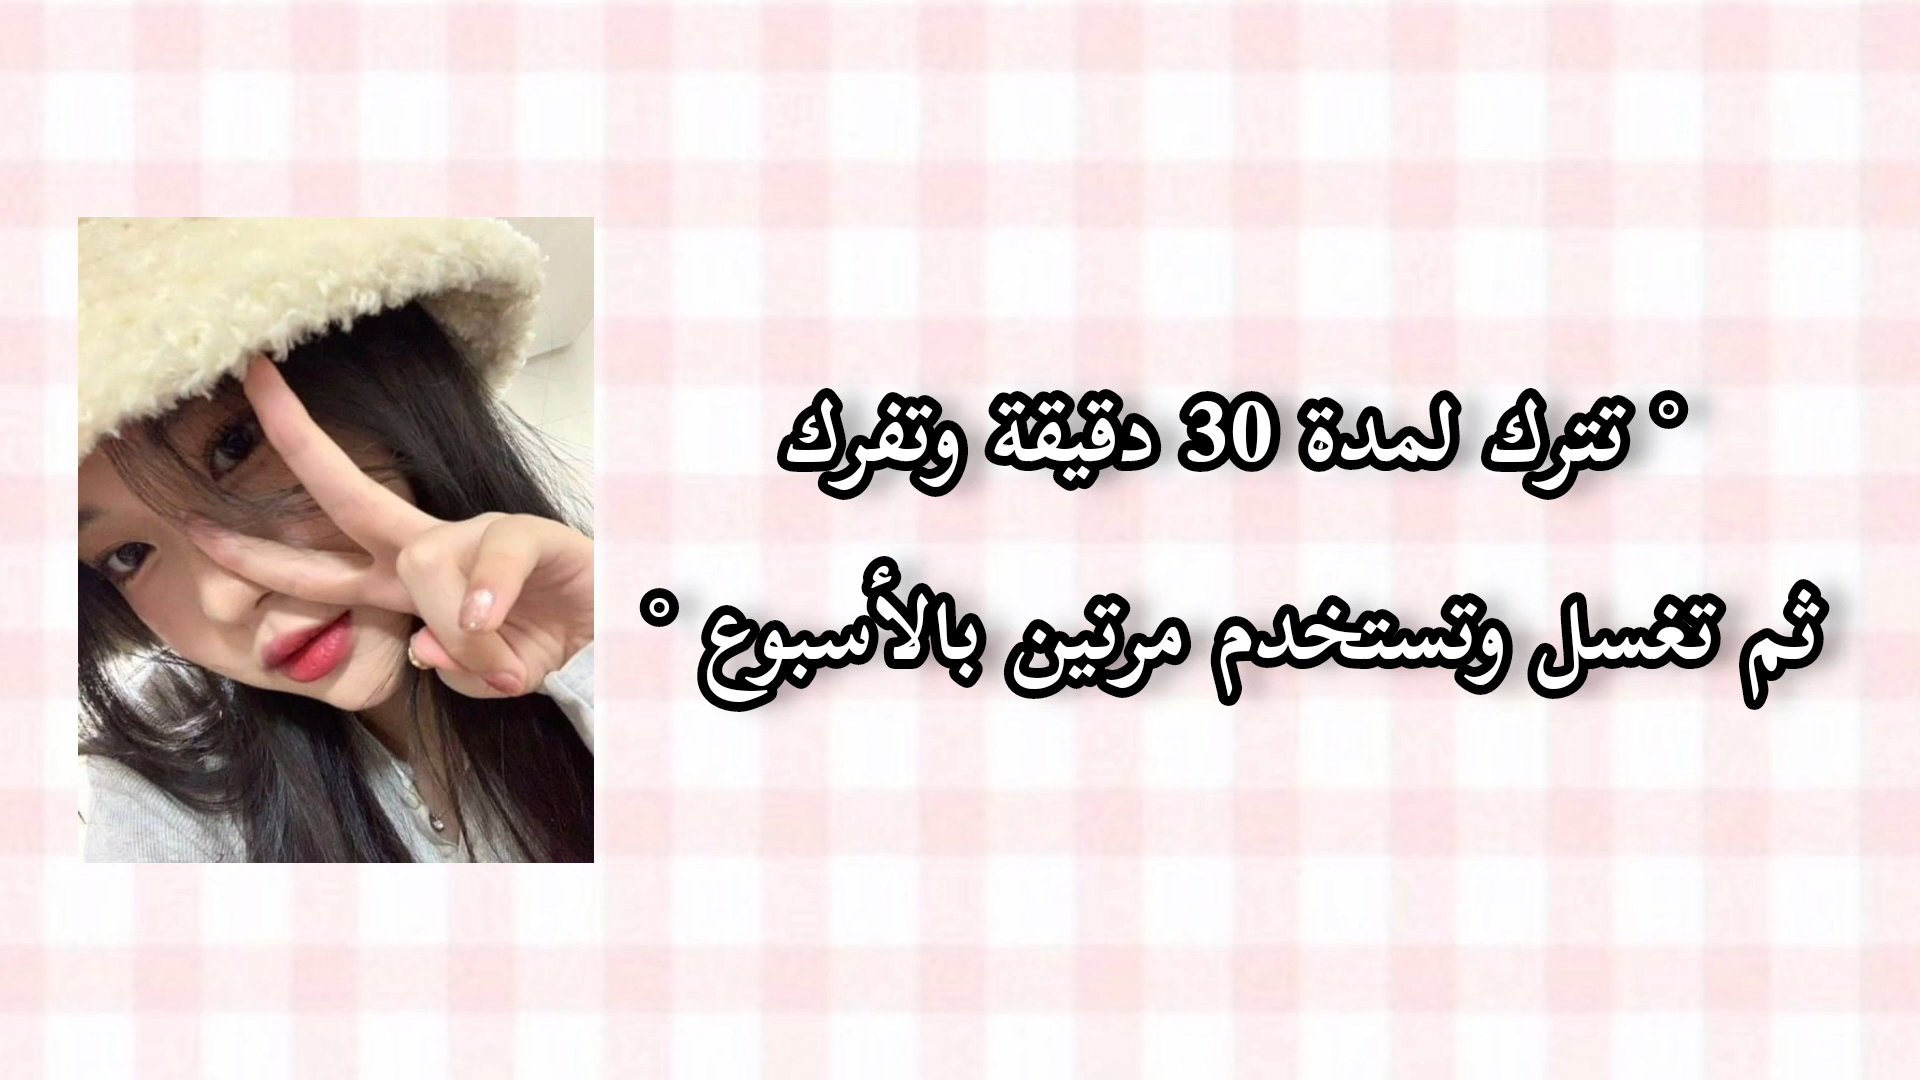 ° تترك لمدة 30 دقيقة وتفرك
ثم تغسل وتستخدم مرتين بالأسبوع °